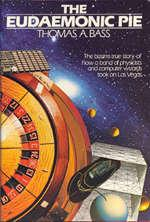 THE
EUDAEMONIC PIE
THOMAS A. BASS
The bizarre true story of
how a band of physicists
and computer wizards
took on Las Vegas